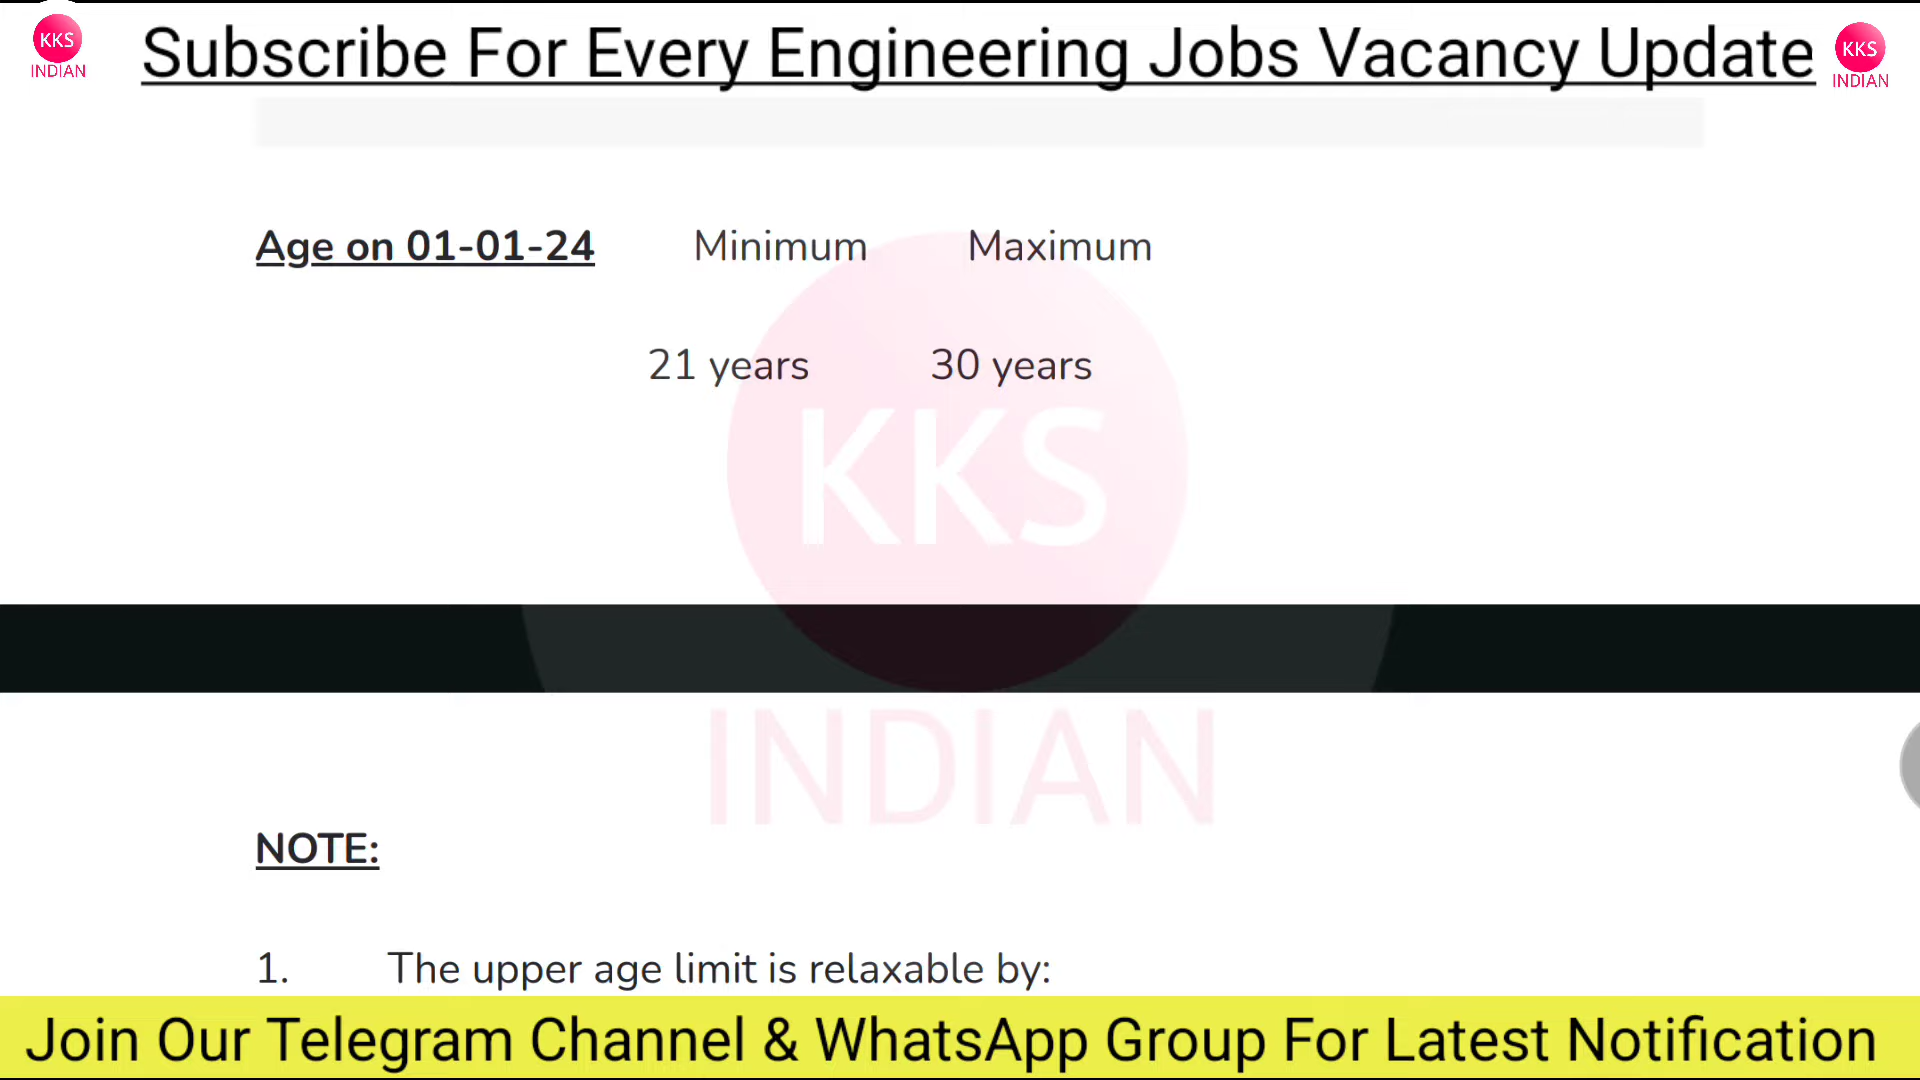 KKS
INDIAN
Subscribe For Every Engineering Jobs Vacancy Update
KKS
INDIAN
Age on 01-01-24 Minimum Maximum
21 years 30 years
KKS
INDIAN
NOTE:
1. The upper age limit is relaxable by:
Join Our Telegram Channel & WhatsApp Group For Latest Notification